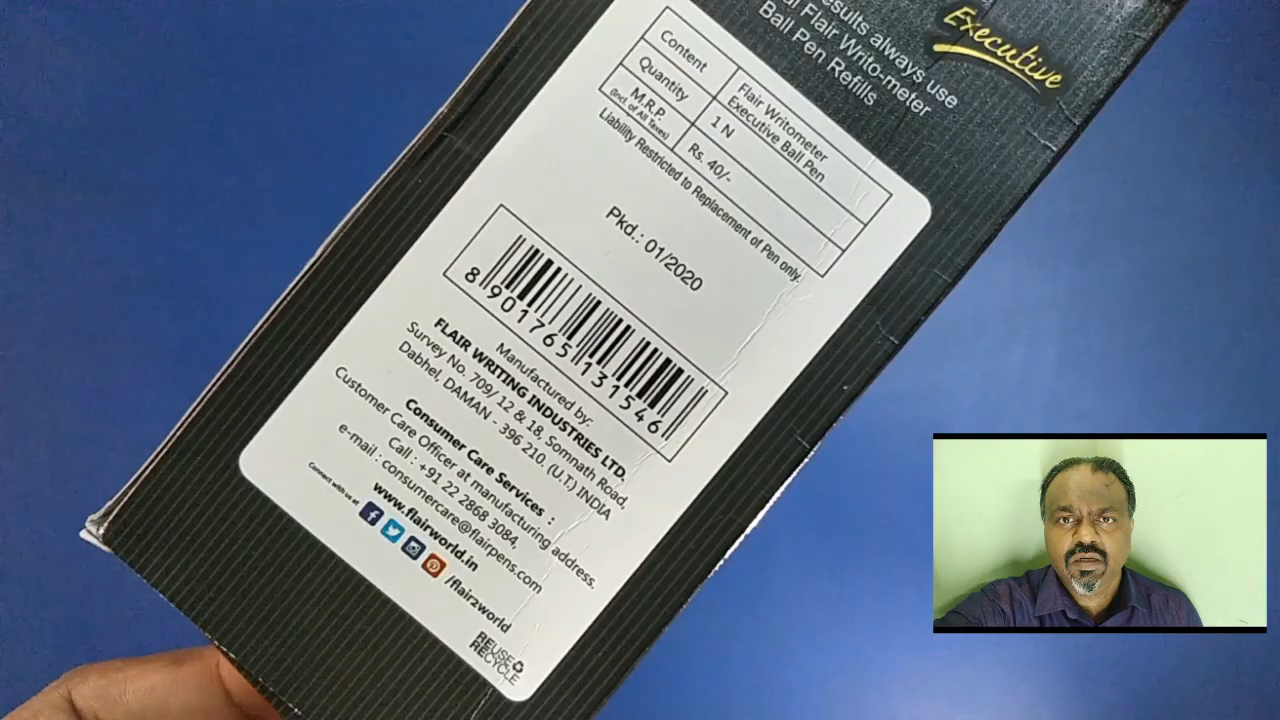 Executive
results always use
Flair Writo-meter
Ball Pen Refills
Content Flair Writometer
Executive Ball Pen
Quantity 1 N
M.R.P. Rs. 40/-
(Incl. of All Taxes)
Liability Restricted to Replacement of Pen only.
Pkd.: 01/2020
8 901765 131546
Manufactured by:
FLAIR WRITING INDUSTRIES LTD.
Survey No. 709/ 12 & 18, Somnath Road,
Dabhel, DAMAN - 396 210. (U.T.) INDIA
Consumer Care Services :
Customer Care Officer at manufacturing address.
Call : +91 22 2868 3084,
e-mail : consumercare@flairpens.com
www.flairworld.in
Connect with us at
/flair2world
REUSE
RECYCLE